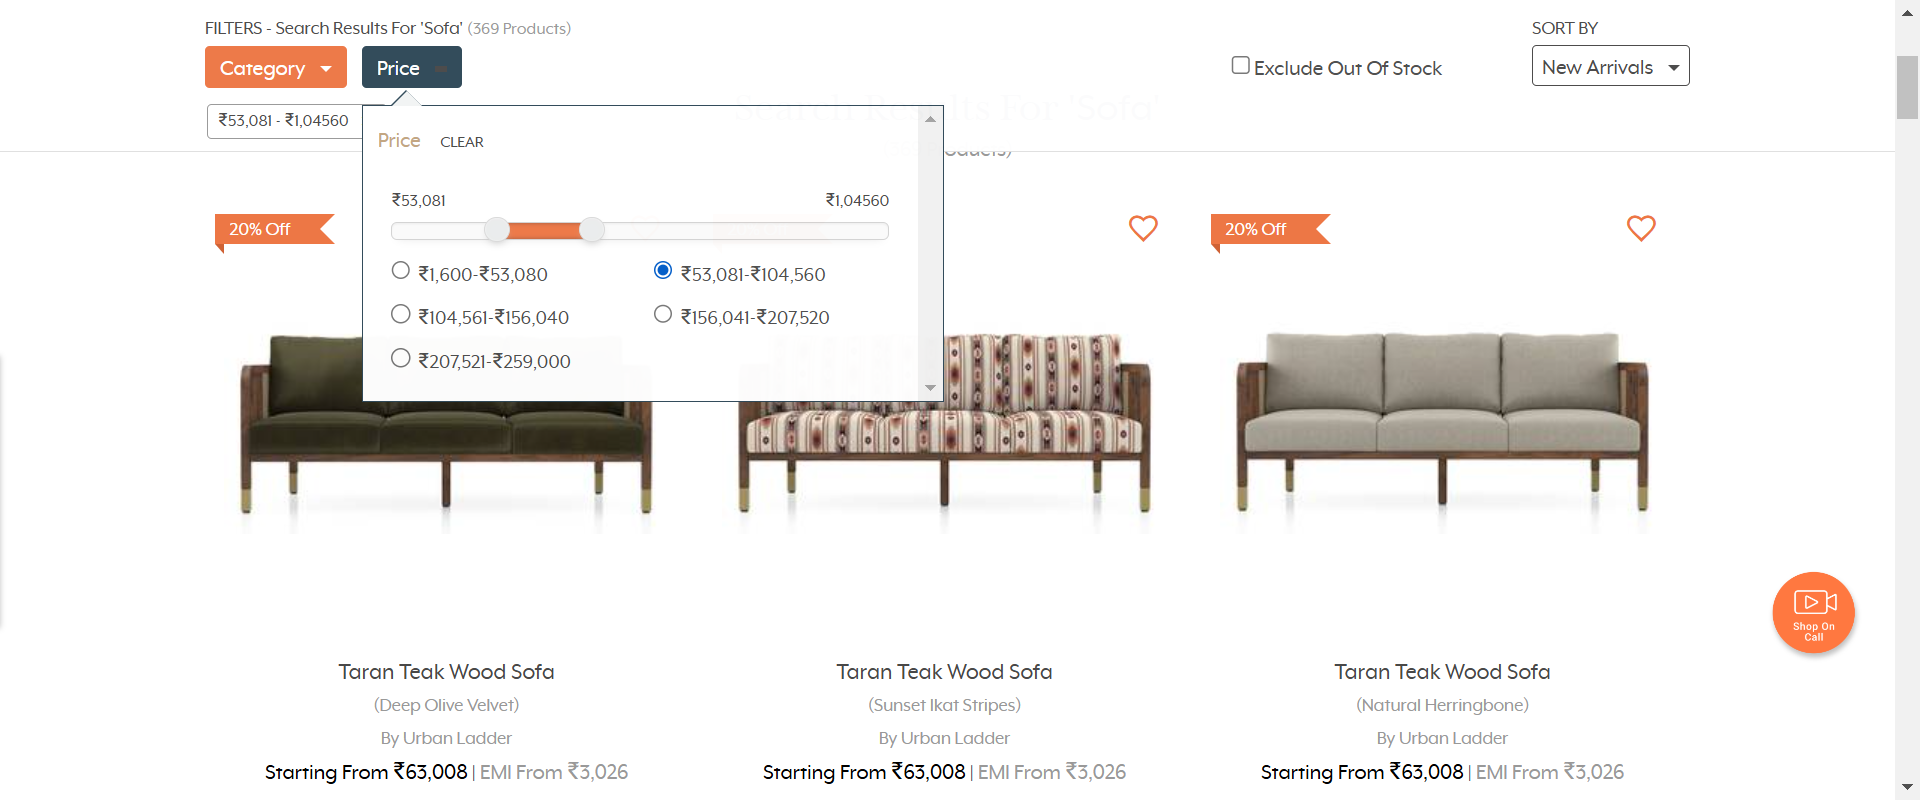 FILTERS - Search Results For 'Sofa' (369 Products)
SORT BY
Category
Price
Exclude Out Of Stock
New Arrivals
Search Results For 'Sofa'
₹53,081 - ₹1,04560
Price CLEAR
₹53,081
₹1,04560
20% Off
20% Off
₹1,600-₹53,080
₹53,081-₹104,560
₹104,561-₹156,040
₹156,041-₹207,520
₹207,521-₹259,000
Shop On
Call
Taran Teak Wood Sofa
(Deep Olive Velvet)
By Urban Ladder
Starting From ₹63,008 | EMI From ₹3,026
Taran Teak Wood Sofa
(Sunset Ikat Stripes)
By Urban Ladder
Starting From ₹63,008 | EMI From ₹3,026
Taran Teak Wood Sofa
(Natural Herringbone)
By Urban Ladder
Starting From ₹63,008 | EMI From ₹3,026